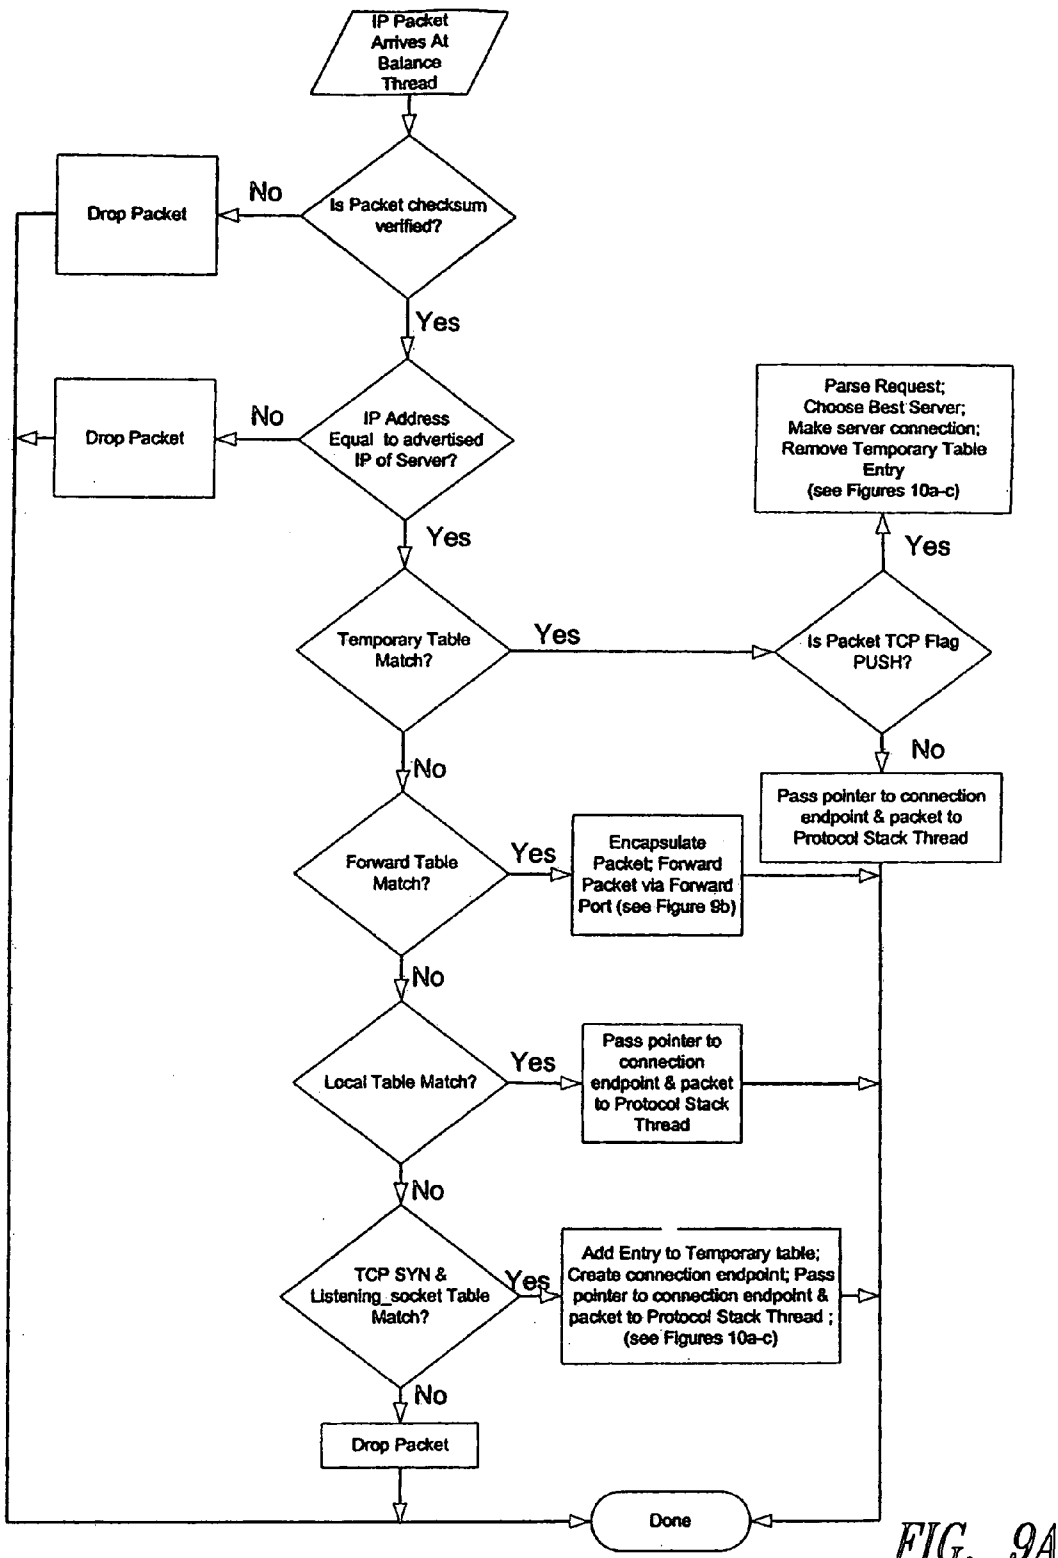 IP Packet
Arrives At
Balance
Thread
Is Packet checksum
verified?
No
Drop Packet
Yes
IP Address
Equal to advertised
IP of Server?
No
Drop Packet
Yes
Temporary Table
Match?
Yes
Is Packet TCP Flag
PUSH?
Yes
Parse Request;
Choose Best Server;
Make server connection;
Remove Temporary Table
Entry
(see Figures 10a-c)
No
Pass pointer to connection
endpoint & packet to
Protocol Stack Thread
No
Forward Table
Match?
Yes
Encapsulate
Packet; Forward
Packet via Forward
Port (see Figure 9b)
No
Local Table Match?
Yes
Pass pointer to
connection
endpoint & packet
to Protocol Stack
Thread
No
TCP SYN &
Listening_socket Table
Match?
Yes
Add Entry to Temporary table;
Create connection endpoint; Pass
pointer to connection endpoint &
packet to Protocol Stack Thread ;
(see Figures 10a-c)
No
Drop Packet
Done
FIG. 9A